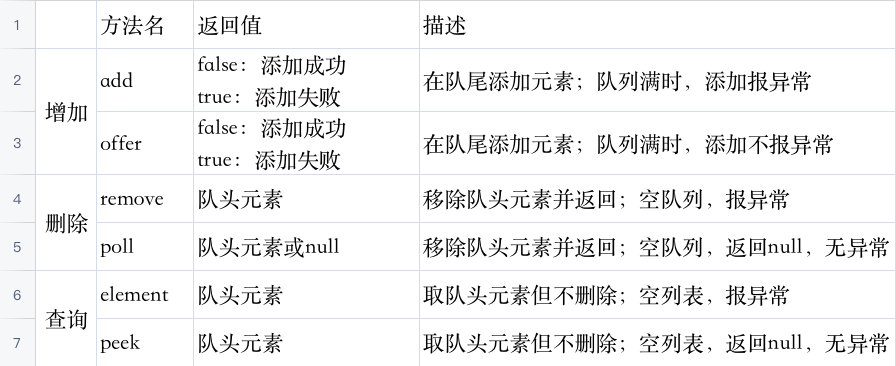 1 方法名 返回值 描述
2 增加 add false：添加成功 true：添加失败 在队尾添加元素；队列满时，添加报异常
3 offer false：添加成功 true：添加失败 在队尾添加元素；队列满时，添加不报异常
4 删除 remove 队头元素 移除队头元素并返回；空队列，报异常
5 poll 队头元素或null 移除队头元素并返回；空队列，返回null，无异常
6 查询 element 队头元素 取队头元素但不删除；空列表，报异常
7 peek 队头元素 取队头元素但不删除；空列表，返回null，无异常